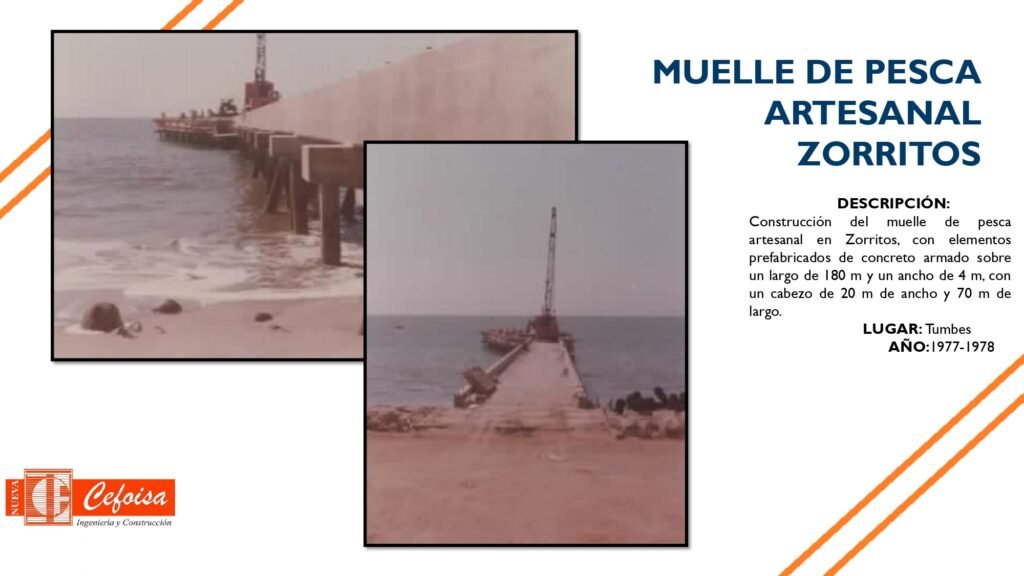 MUELLE DE PESCA
ARTESANAL
ZORRITOS
DESCRIPCIÓN:
Construcción del muelle de pesca
artesanal en Zorritos, con elementos
prefabricados de concreto armado sobre
un largo de 180 m y un ancho de 4 m, con
un cabezo de 20 m de ancho y 70 m de
largo.
LUGAR: Tumbes
AÑO:1977-1978
NUEVA
Cefoisa
Ingeniería y Construcción